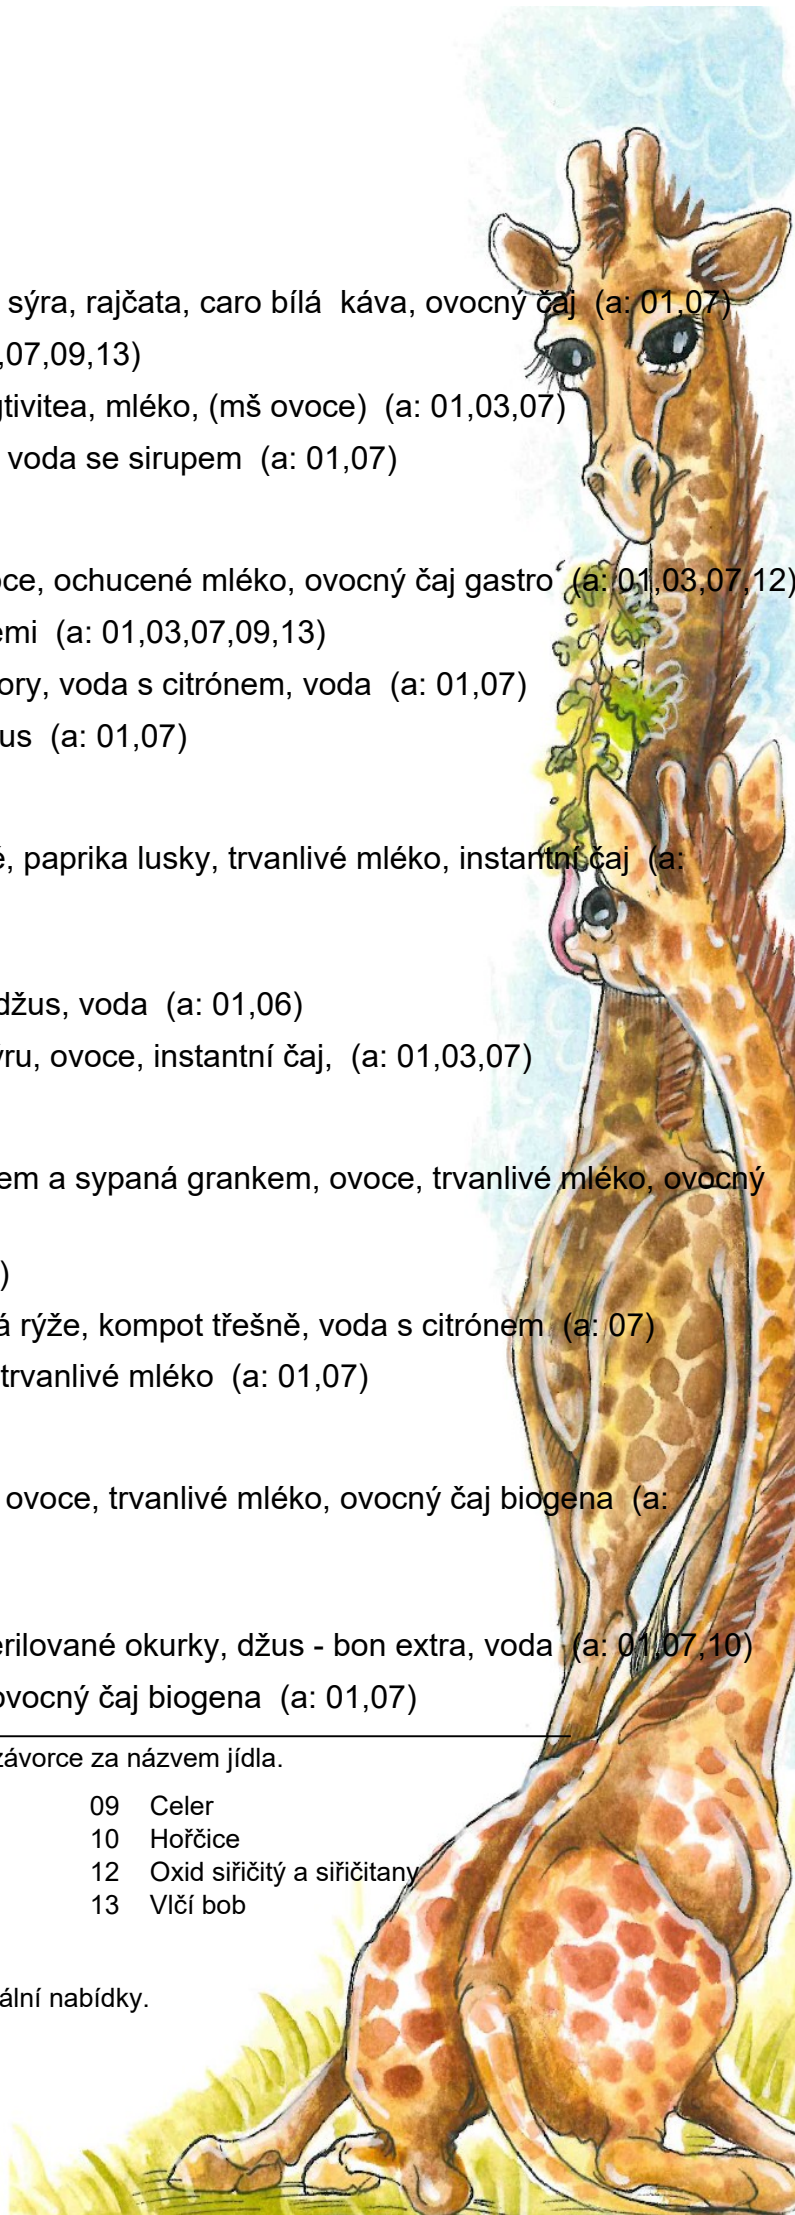 sýra, rajčata, caro bílá káva, ovocný čaj (a: 01,07)
,07,09,13)
tivitea, mléko, (mš ovoce) (a: 01,03,07)
voda se sirupem (a: 01,07)
ce, ochucené mléko, ovocný čaj gastro (a: 01,03,07,12)
emi (a: 01,03,07,09,13)
ory, voda s citrónem, voda (a: 01,07)
us (a: 01,07)
, paprika lusky, trvanlivé mléko, instantní čaj (a:
džus, voda (a: 01,06)
ru, ovoce, instantní čaj, (a: 01,03,07)
em a sypaná grankem, ovoce, trvanlivé mléko, ovocný
)
á rýže, kompot třešně, voda s citrónem (a: 07)
trvanlivé mléko (a: 01,07)
ovoce, trvanlivé mléko, ovocný čaj biogena (a:
erilované okurky, džus - bon extra, voda (a: 01,07,10)
ovocný čaj biogena (a: 01,07)
závorce za názvem jídla.
09 Celer
10 Hořčice
12 Oxid siřičitý a siřičitany
13 Vlčí bob
ální nabídky.